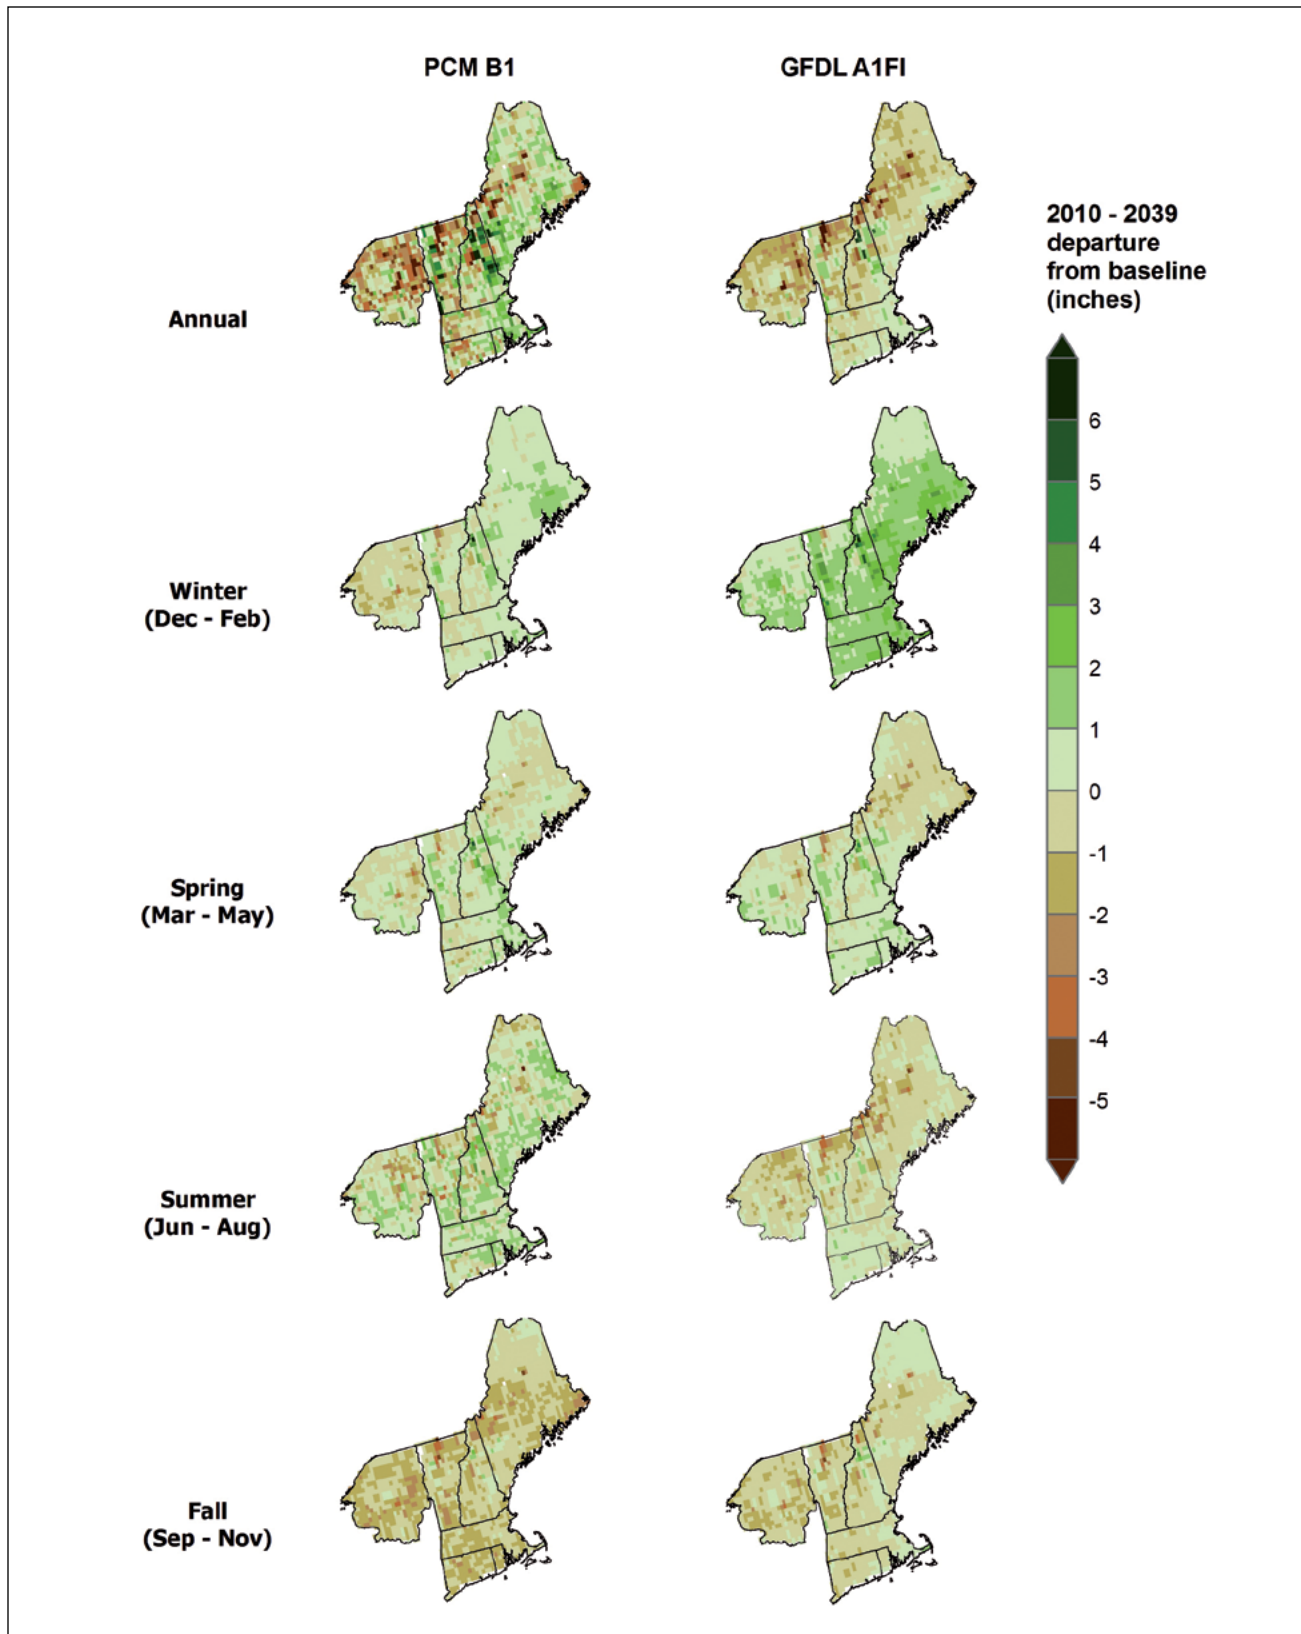 PCM B1
GFDL A1FI
2010 - 2039
departure
from baseline
(inches)
Annual
6
5
4
3
2
1
0
-1
-2
-3
-4
-5
Winter
(Dec - Feb)
Spring
(Mar - May)
Summer
(Jun - Aug)
Fall
(Sep - Nov)